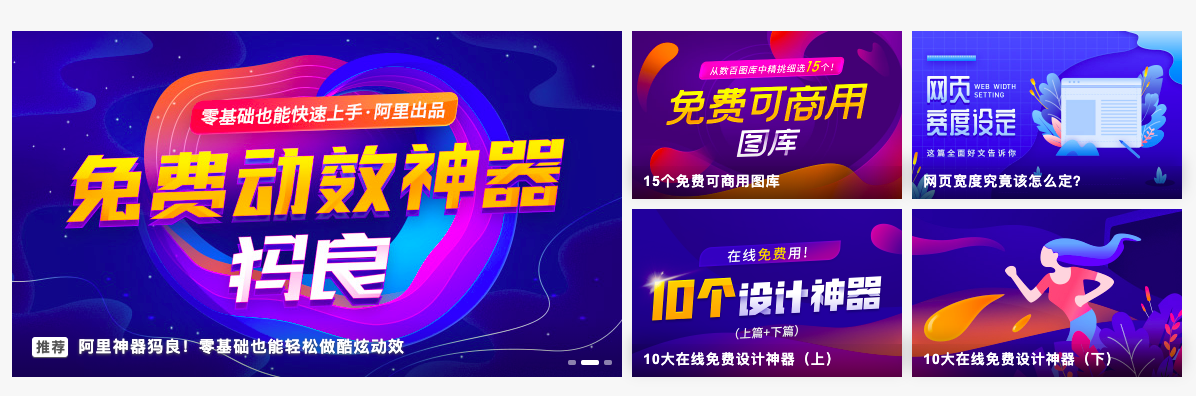 零基础也能快速上手·阿里出品
免费动效神器
犸良
推荐 阿里神器犸良！零基础也能轻松做酷炫动效
从数百图库中精挑细选15个!
免费可商用
图库
15个免费可商用图库
网页 WEB WIDTH SETTING
宽度设定
这篇全面好文告诉你
网页宽度究竟该怎么定?
在线免费用!
10个设计神器
(上篇+下篇)
10大在线免费设计神器（上）
10大在线免费设计神器（下）